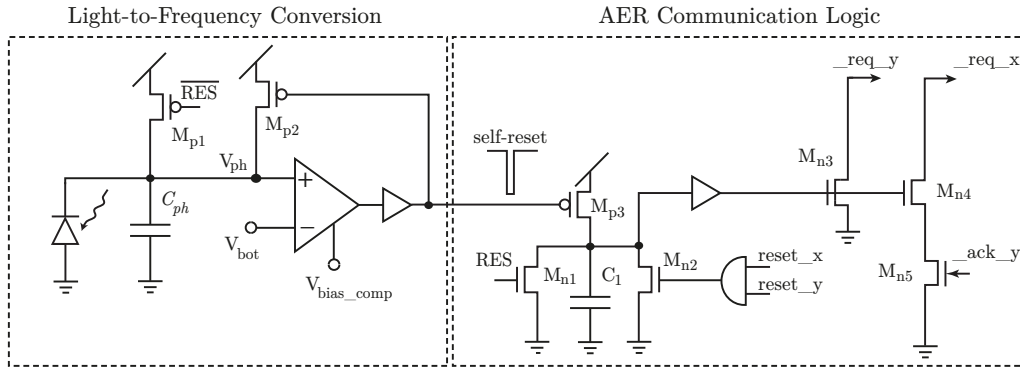 Light-to-Frequency Conversion
AER Communication Logic
_req_y
_req_x
RES
M_p1
M_p2
self-reset
M_n3
V_ph
+
C_ph
M_p3
M_n4
−
V_bot
RES
M_n1
C_1
M_n2
reset_x
reset_y
_ack_y
M_n5
V_bias_comp